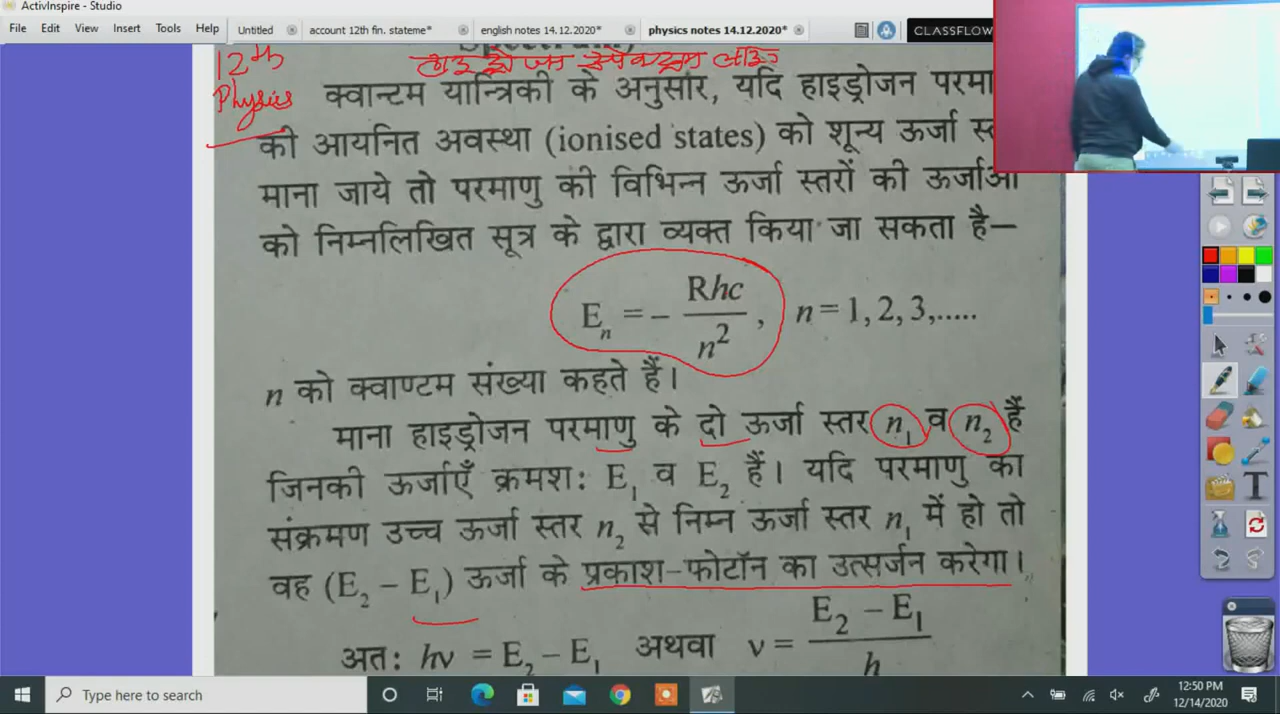 ActivInspire - Studio
File Edit View Insert Tools Help
Untitled account 12th fin. stateme* english notes 14.12.2020* physics notes 14.12.2020* CLASSFLOW
12th
Physics
हाइड्रोजन स्पेक्ट्रम
क्वान्टम यान्त्रिकी के अनुसार, यदि हाइड्रोजन
की आयनित अवस्था (ionised states) को शून्य ऊर्जा
माना जाये तो परमाणु की विभिन्न ऊर्जा स्तरों की ऊर्जाओं
को निम्नलिखित सूत्र के द्वारा व्यक्त किया जा सकता है—
Eₙ = − Rhc/n², n = 1, 2, 3,.....
n को क्वाण्टम संख्या कहते हैं।
माना हाइड्रोजन परमाणु के दो ऊर्जा स्तर n₁ व n₂ हैं
जिनकी ऊर्जाएँ क्रमश: E₁ व E₂ हैं। यदि परमाणु का
संक्रमण उच्च ऊर्जा स्तर n₂ से निम्न ऊर्जा स्तर n₁ में हो तो
वह (E₂ − E₁) ऊर्जा के प्रकाश-फोटॉन का उत्सर्जन करेगा।
अत: hν = E₂ − E₁ अथवा ν = E₂ − E₁/h
Type here to search
12:50 PM
12/14/2020